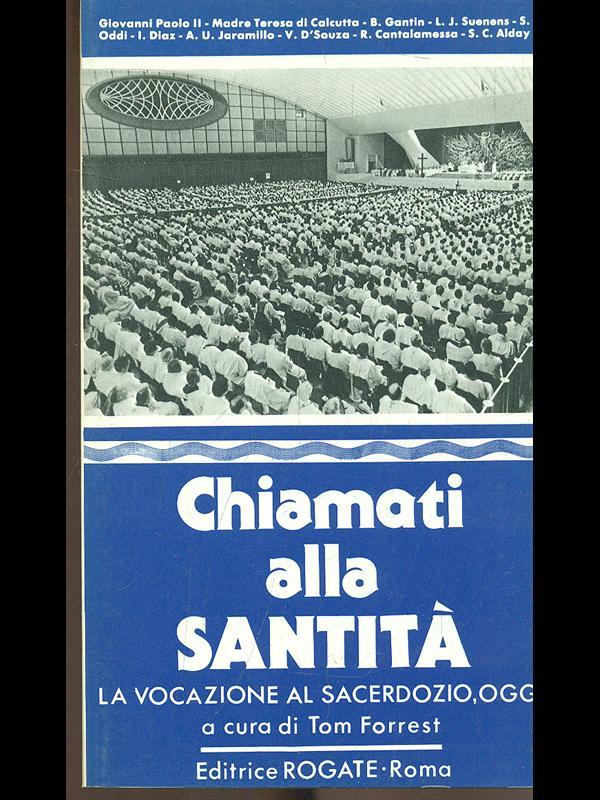 Giovanni Paolo II - Madre Teresa di Calcutta - B. Gantin - L. J. Suenens - S.
Oddi - I. Diaz - A. U. Jaramillo - V. D'Souza - R. Cantalamessa - S. C. Alday
Chiamati
alla
SANTITÀ
LA VOCAZIONE AL SACERDOZIO, OGG
a cura di Tom Forrest
Editrice ROGATE · Roma